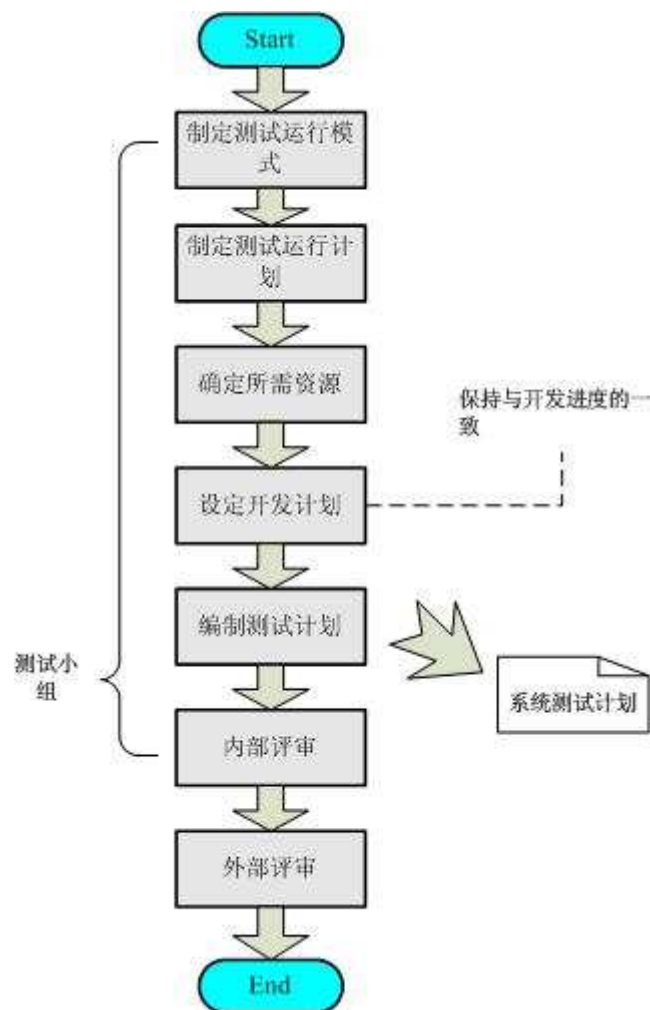 Start
制定测试运行模
式
制定测试运行计
划
确定所需资源
保持与开发进度的一
致
设定开发计划
编制测试计划
测试小
组
系统测试计划
内部评审
外部评审
End